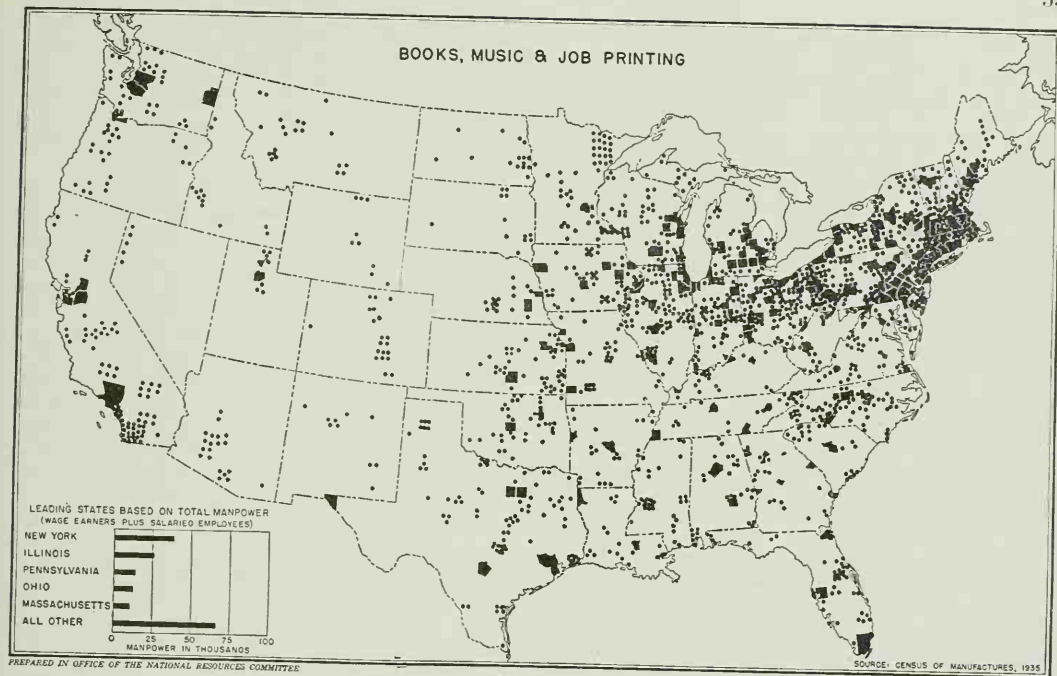 BOOKS, MUSIC & JOB PRINTING
LEADING STATES BASED ON TOTAL MANPOWER
(WAGE EARNERS PLUS SALARIED EMPLOYEES)
NEW YORK
ILLINOIS
PENNSYLVANIA
OHIO
MASSACHUSETTS
ALL OTHER
0 25 50 75 100
MANPOWER IN THOUSANDS
PREPARED IN OFFICE OF THE NATIONAL RESOURCES COMMITTEE
SOURCE: CENSUS OF MANUFACTURES, 1935